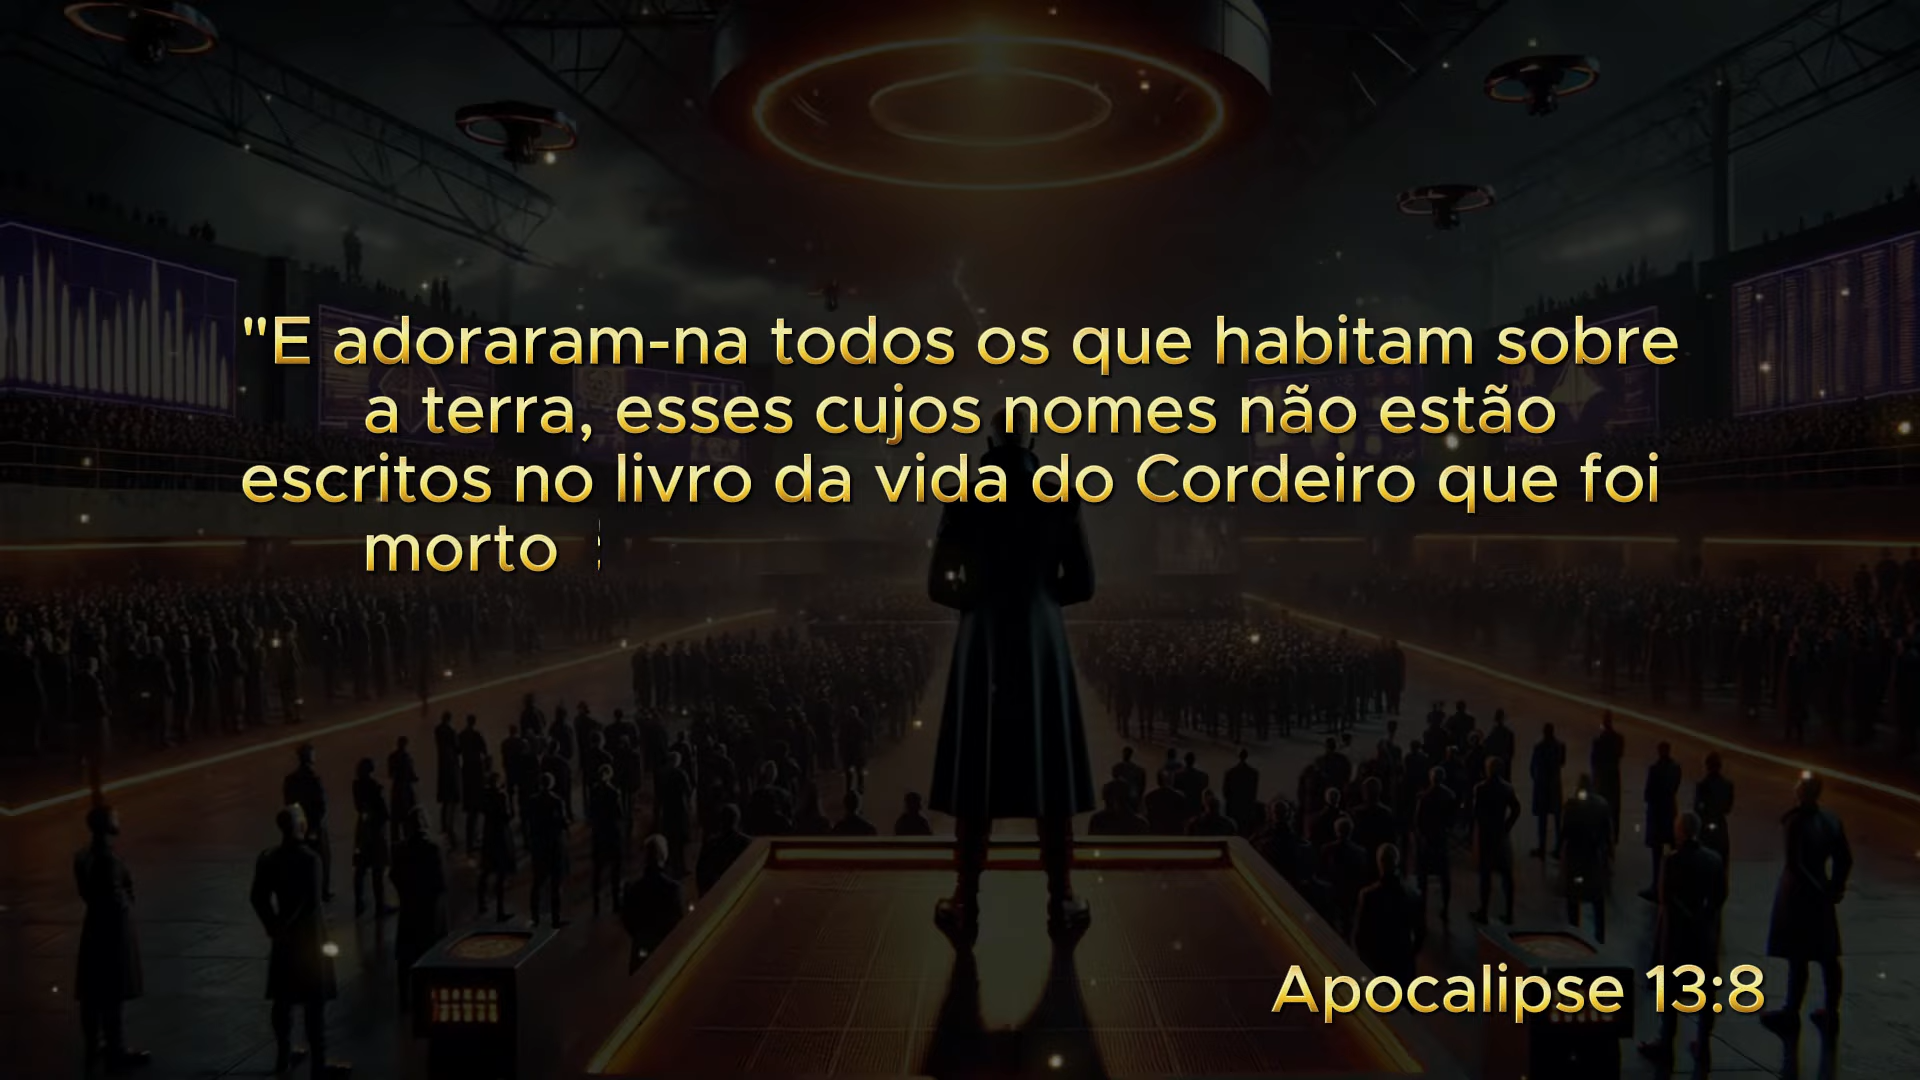 "E adoraram-na todos os que habitam sobre
a terra, esses cujos nomes não estão
escritos no livro da vida do Cordeiro que foi
morto
Apocalipse 13:8